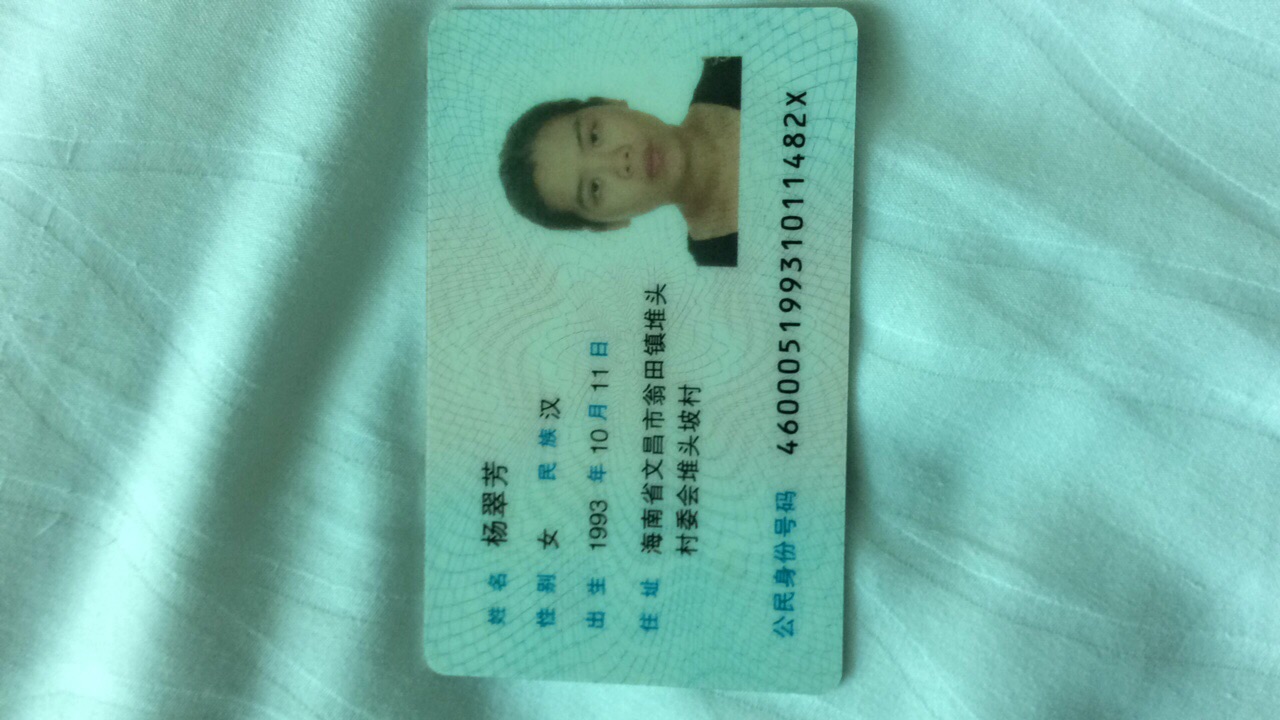 姓名 杨翠芳
性别 女 民族 汉
出生 1993 年 10 月 11 日
住址 海南省文昌市翁田镇堆头
村委会堆头坡村
公民身份号码 46000519931011482X